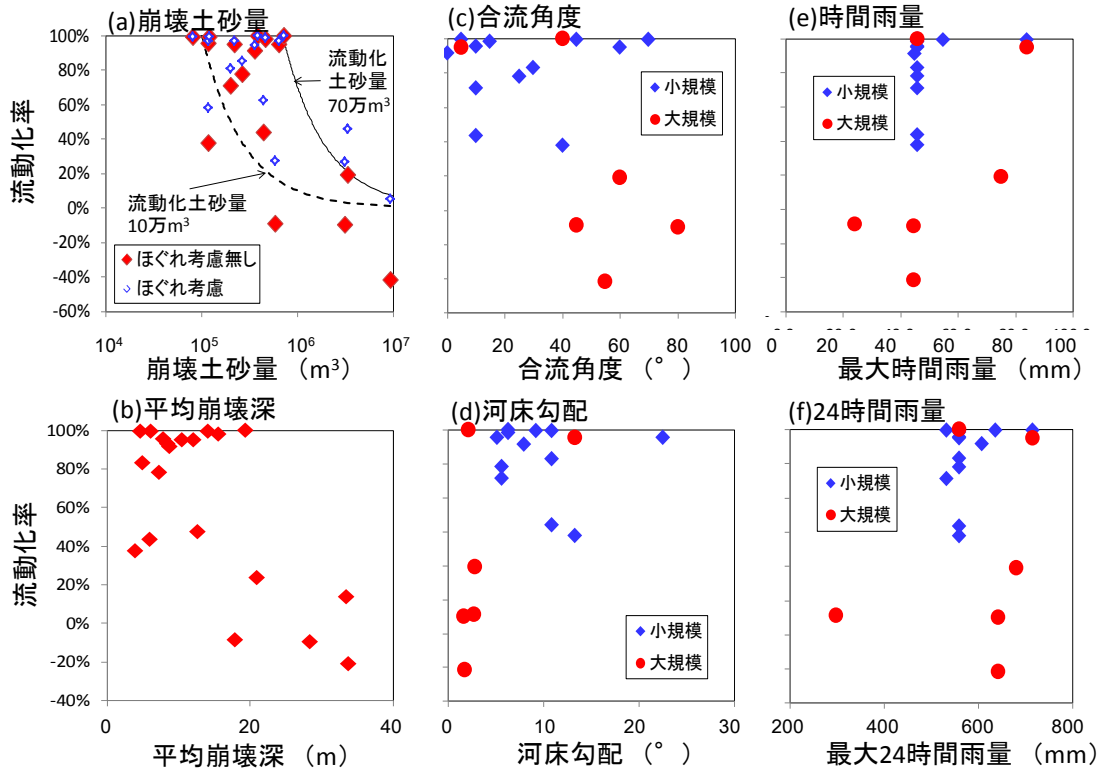 (a)崩壊土砂量
100%
80%
60%
40%
20%
0%
-20%
-40%
-60%
流動化率
流動化
土砂量
70万m³
流動化土砂量
10万m³
ほぐれ考慮無し
ほぐれ考慮
10⁴
10⁵
10⁶
10⁷
崩壊土砂量 （m³）
(c)合流角度
小規模
大規模
0
20
40
60
80
100
合流角度 （°）
(e)時間雨量
小規模
大規模
20.0
40.0
60.0
80.0
100.0
最大時間雨量 （mm）
(b)平均崩壊深
100%
80%
60%
40%
20%
0%
-20%
-40%
流動化率
0
20
40
平均崩壊深 （m）
(d)河床勾配
小規模
大規模
0
10
20
30
河床勾配 （°）
(f)24時間雨量
小規模
大規模
200
400
600
800
最大24時間雨量 （mm）